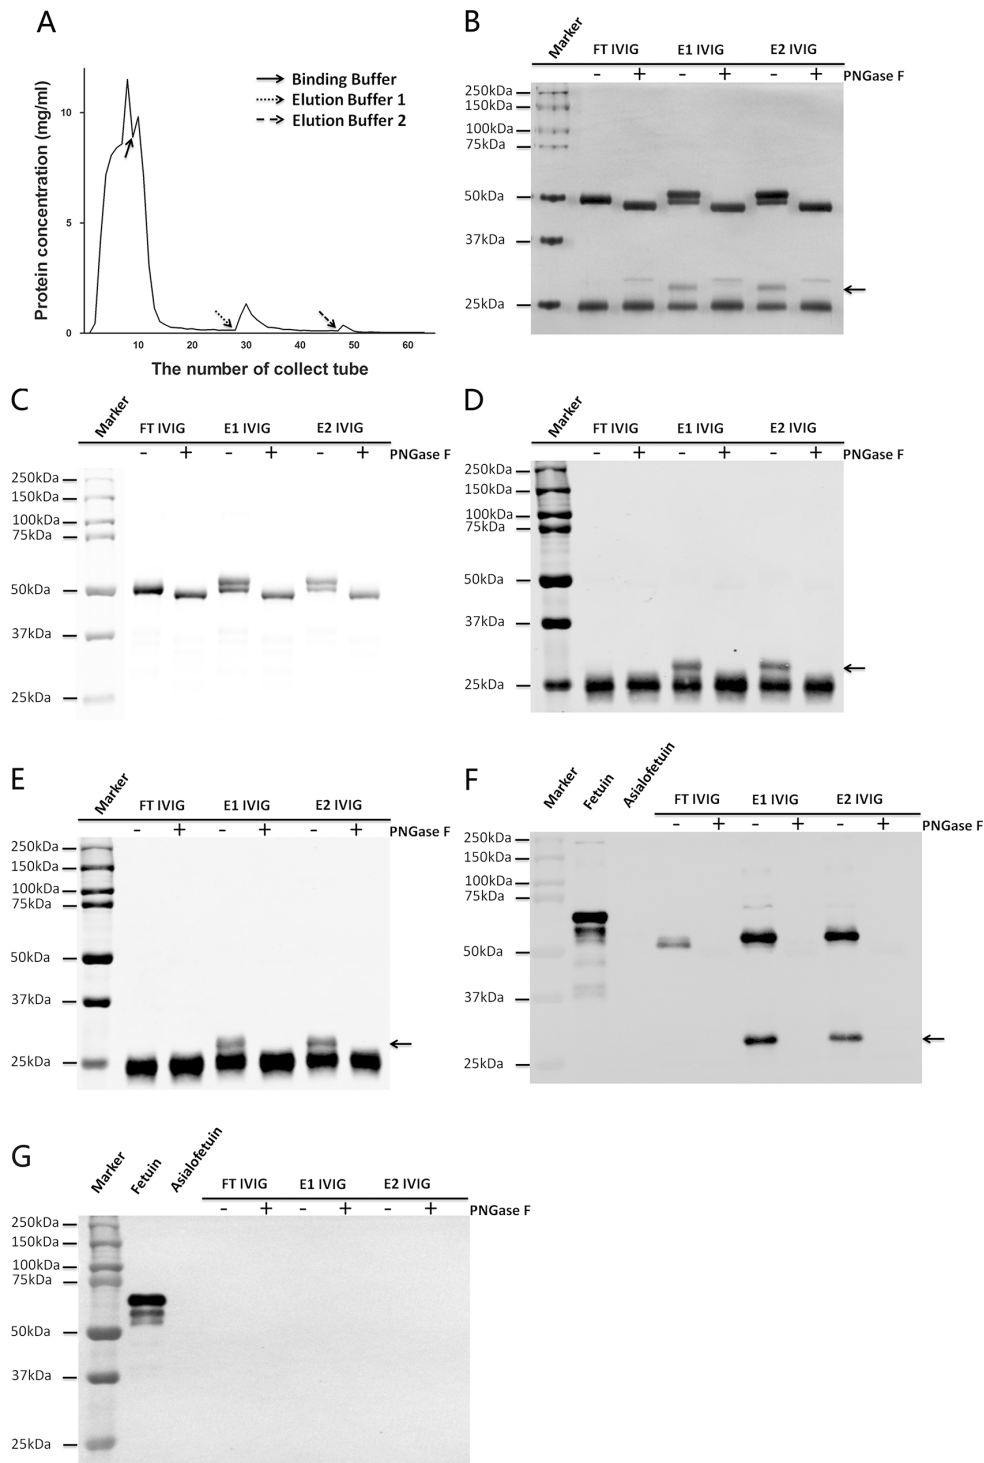 A
Protein concentration (mg/ml)
10
5
0
Binding Buffer
Elution Buffer 1
Elution Buffer 2
10 20 30 40 50 60
The number of collect tube
B
Marker
FT IVIG E1 IVIG E2 IVIG
- + - + - + PNGase F
250kDa
150kDa
100kDa
75kDa
50kDa
37kDa
25kDa
C
Marker
FT IVIG E1 IVIG E2 IVIG
- + - + - + PNGase F
250kDa
150kDa
100kDa
75kDa
50kDa
37kDa
25kDa
D
Marker
FT IVIG E1 IVIG E2 IVIG
- + - + - + PNGase F
250kDa
150kDa
100kDa
75kDa
50kDa
37kDa
25kDa
E
Marker
FT IVIG E1 IVIG E2 IVIG
- + - + - + PNGase F
250kDa
150kDa
100kDa
75kDa
50kDa
37kDa
25kDa
F
Marker Fetuin Asialofetuin
FT IVIG E1 IVIG E2 IVIG
- + - + - + PNGase F
250kDa
150kDa
100kDa
75kDa
50kDa
37kDa
25kDa
G
Marker Fetuin Asialofetuin
FT IVIG E1 IVIG E2 IVIG
- + - + - + PNGase F
250kDa
150kDa
100kDa
75kDa
50kDa
37kDa
25kDa